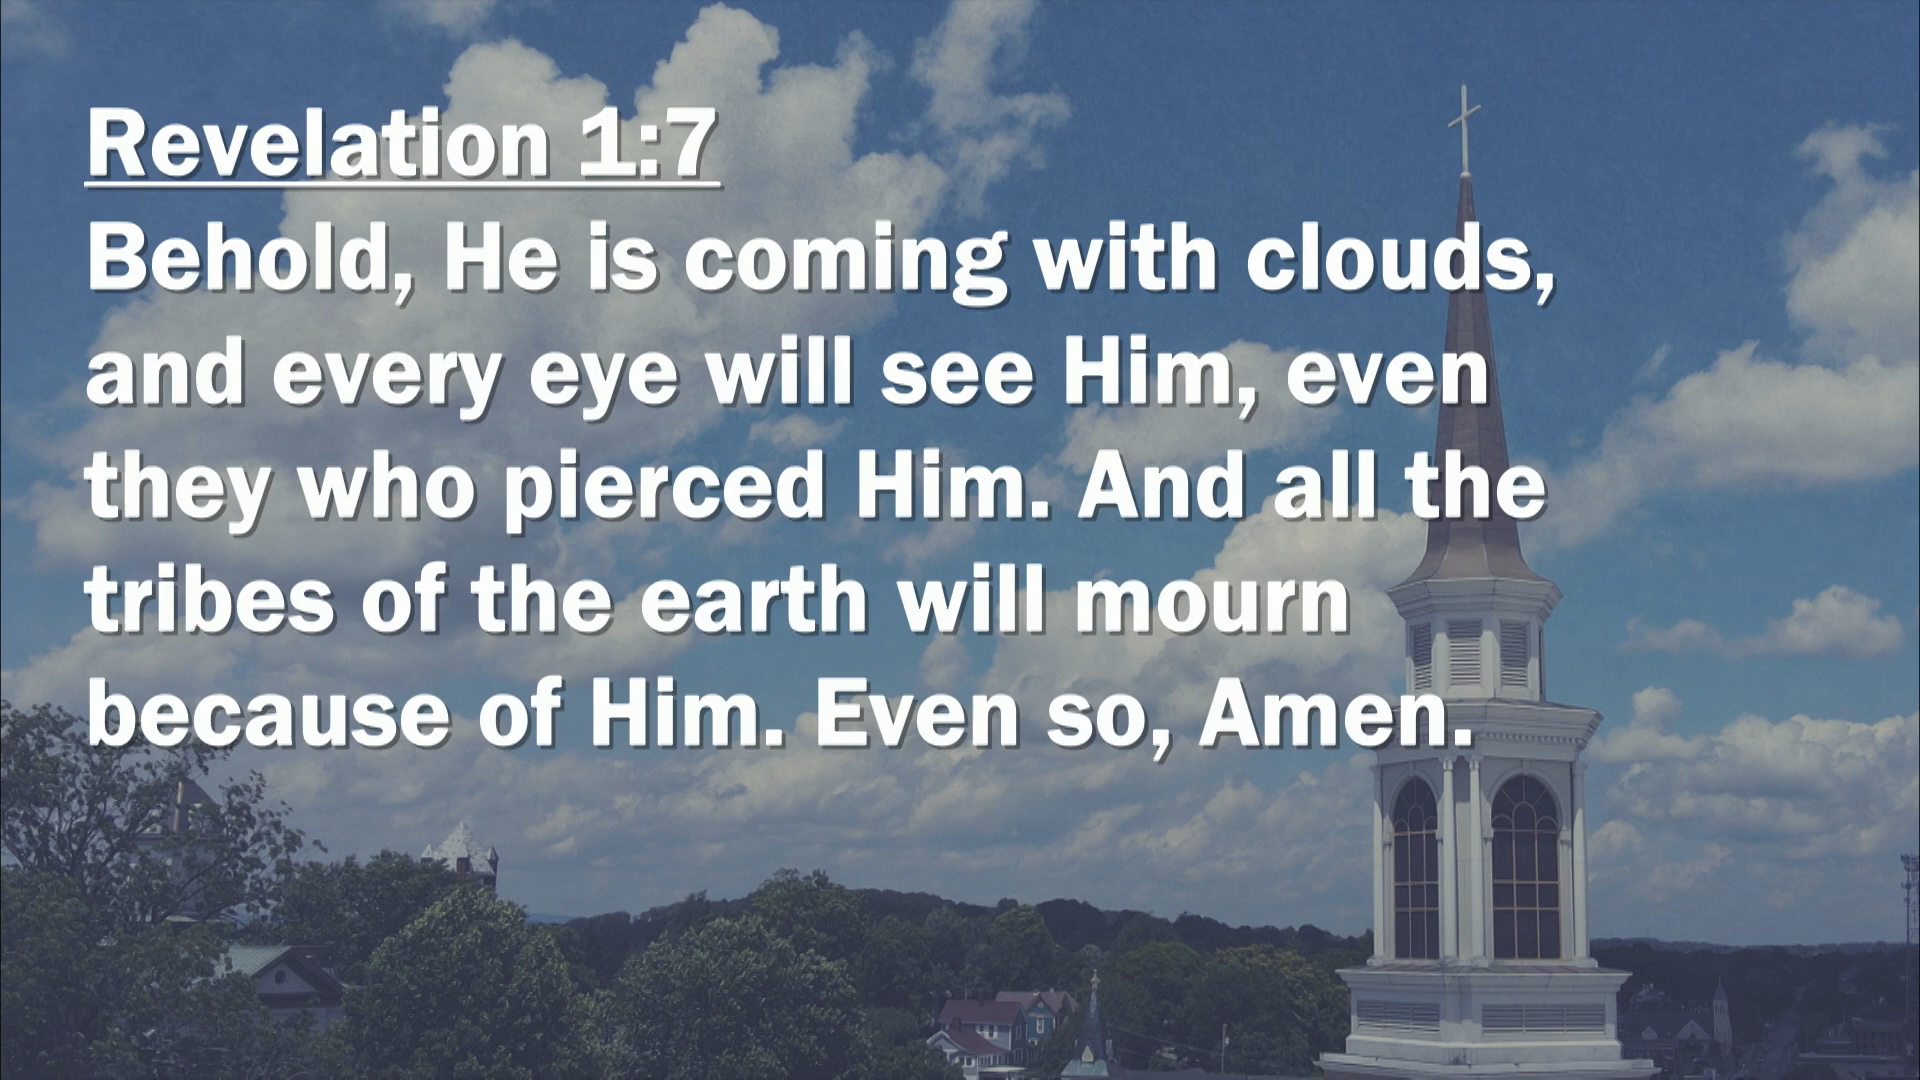 Revelation 1:7
Behold, He is coming with clouds,
and every eye will see Him, even
they who pierced Him. And all the
tribes of the earth will mourn
because of Him. Even so, Amen.